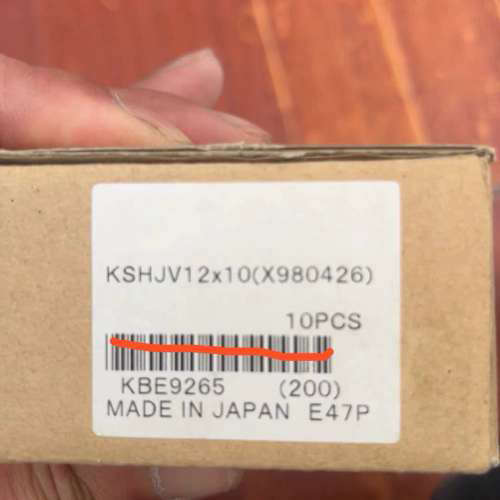 KSHJV12x10(X980426)
10PCS
KBE9265 (200)
MADE IN JAPAN E47P